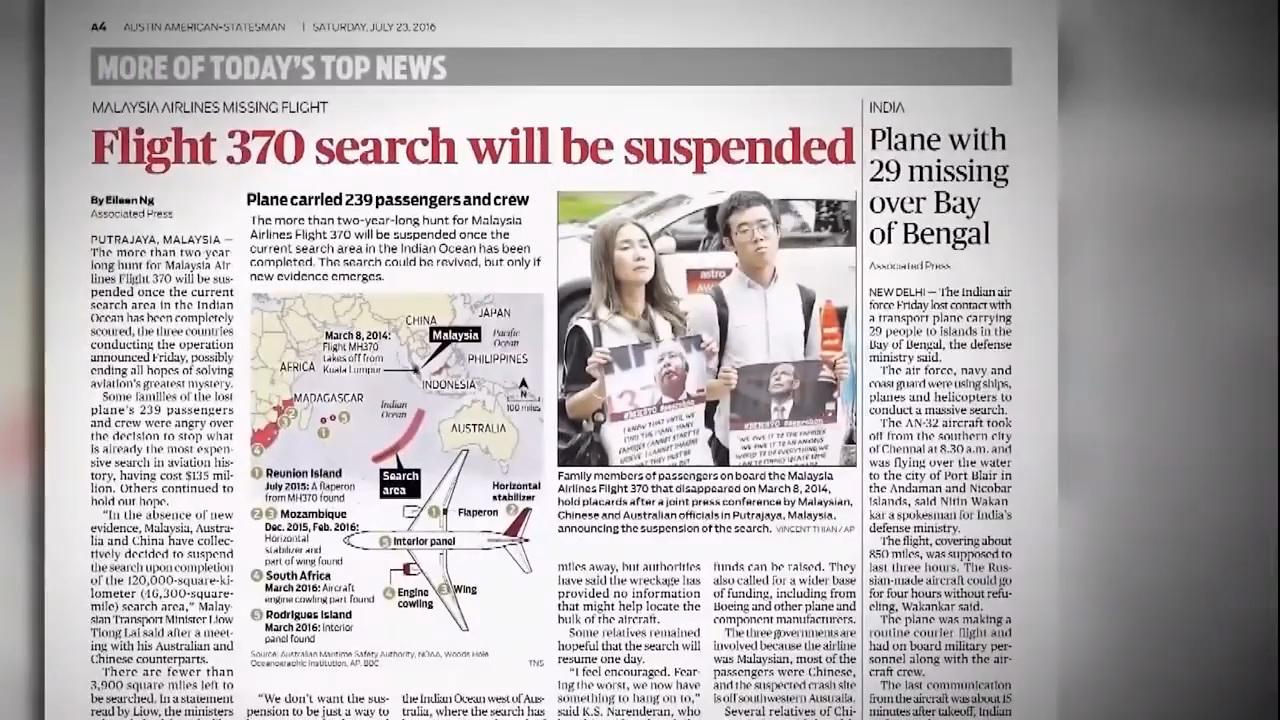 A4 AUSTIN AMERICAN-STATESMAN | SATURDAY, JULY 23, 2016
MORE OF TODAY'S TOP NEWS
MALAYSIA AIRLINES MISSING FLIGHT
Flight 370 search will be suspended
By Eileen Ng
Associated Press
PUTRAJAYA, MALAYSIA —
The more than two-year-
long hunt for Malaysia Air-
lines Flight 370 will be sus-
pended once the current
search area in the Indian
Ocean has been completely
scoured, the three countries
conducting the operation
announced Friday, possibly
ending all hopes of solving
aviation's greatest mystery.
Some families of the lost
plane's 239 passengers
and crew were angry over
the decision to stop what
is already the most expen-
sive search in aviation his-
tory, having cost $135 mil-
lion. Others continued to
hold out hope.
"In the absence of new
evidence, Malaysia, Austra-
lia and China have collec-
tively decided to suspend
the search upon completion
of the 120,000-square-ki-
lometer (46,300-square-
mile) search area," Malay-
sian Transport Minister Liow
Tiong Lai said after a meet-
ing with his Australian and
Chinese counterparts.
There are fewer than
3,900 square miles left to
be searched. In a statement
read by Liow, the ministers
Plane carried 239 passengers and crew
The more than two-year-long hunt for Malaysia
Airlines Flight 370 will be suspended once the
current search area in the Indian Ocean has been
completed. The search could be revived, but only if
new evidence emerges.
CHINA
JAPAN
March 8, 2014:
Flight MH370
takes off from
Kuala Lumpur
Malaysia
Pacific
Ocean
AFRICA
PHILIPPINES
INDONESIA
MADAGASCAR
Indian
Ocean
N
100 miles
2
3
1
5
4
AUSTRALIA
Search
area
1 Reunion Island
July 2015: A flaperon
from MH370 found
2 3 Mozambique
Dec. 2015, Feb. 2016:
Horizontal
stabilizer and
part of wing found
4 South Africa
March 2016: Aircraft
engine cowling part found
5 Rodrigues Island
March 2016: Interior
panel found
Horizontal
stabilizer
2
1 Flaperon
5 Interior panel
4 Engine
cowling
3 Wing
Source: Australian Maritime Safety Authority, NOAA, Woods Hole
Oceanographic Institution, AP, BBC
TNS
"We don't want the sus-
pension to be just a way to
the Indian Ocean west of Aus-
tralia, where the search has
astro
Family members of passengers on board the Malaysia
Airlines Flight 370 that disappeared on March 8, 2014,
hold placards after a joint press conference by Malaysian,
Chinese and Australian officials in Putrajaya, Malaysia,
announcing the suspension of the search. VINCENT THIAN / AP
miles away, but authorities
have said the wreckage has
provided no information
that might help locate the
bulk of the aircraft.
Some relatives remained
hopeful that the search will
resume one day.
"I feel encouraged. Fear-
ing the worst, we now have
something to hang on to,"
said K.S. Narendran, who
funds can be raised. They
also called for a wider base
of funding, including from
Boeing and other plane and
component manufacturers.
The three governments are
involved because the airline
was Malaysian, most of the
passengers were Chinese,
and the suspected crash site
is off southwestern Australia.
Several relatives of Chi-
INDIA
Plane with
29 missing
over Bay
of Bengal
Associated Press
NEW DELHI — The Indian air
force Friday lost contact with
a transport plane carrying
29 people to islands in the
Bay of Bengal, the defense
ministry said.
The air force, navy and
coast guard were using ships,
planes and helicopters to
conduct a massive search.
The AN-32 aircraft took
off from the southern city
of Chennai at 8.30 a.m. and
was flying over the water
to the city of Port Blair in
the Andaman and Nicobar
Islands, said Nitin Wakan
kar a spokesman for India's
defense ministry.
The flight, covering about
850 miles, was supposed to
last three hours. The Rus-
sian-made aircraft could go
for four hours without refu-
eling, Wakankar said.
The plane was making a
routine courier flight and
had on board military per-
sonnel along with the air-
craft crew.
The last communication
from the aircraft was about 15
minutes after takeoff, Indian